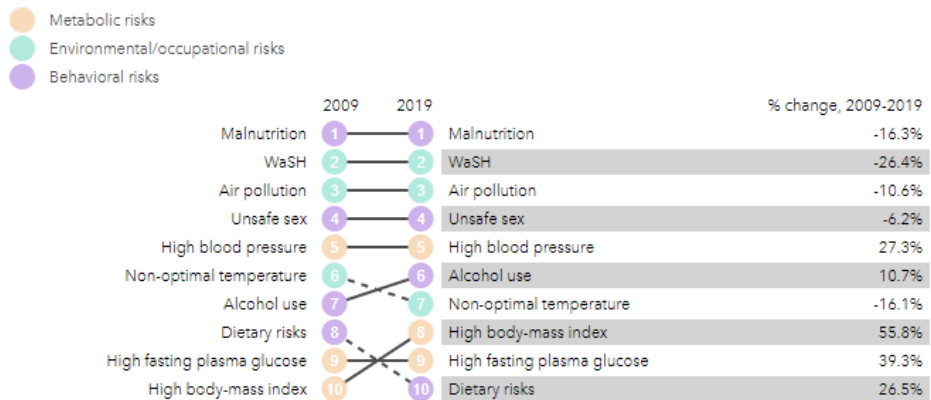 Metabolic risks
Environmental/occupational risks
Behavioral risks
2009 2019 % change, 2009-2019
Malnutrition 1 1 Malnutrition -16.3%
WaSH 2 2 WaSH -26.4%
Air pollution 3 3 Air pollution -10.6%
Unsafe sex 4 4 Unsafe sex -6.2%
High blood pressure 5 5 High blood pressure 27.3%
Non-optimal temperature 6 6 Alcohol use 10.7%
Alcohol use 7 7 Non-optimal temperature -16.1%
Dietary risks 8 8 High body-mass index 55.8%
High fasting plasma glucose 9 9 High fasting plasma glucose 39.3%
High body-mass index 10 10 Dietary risks 26.5%